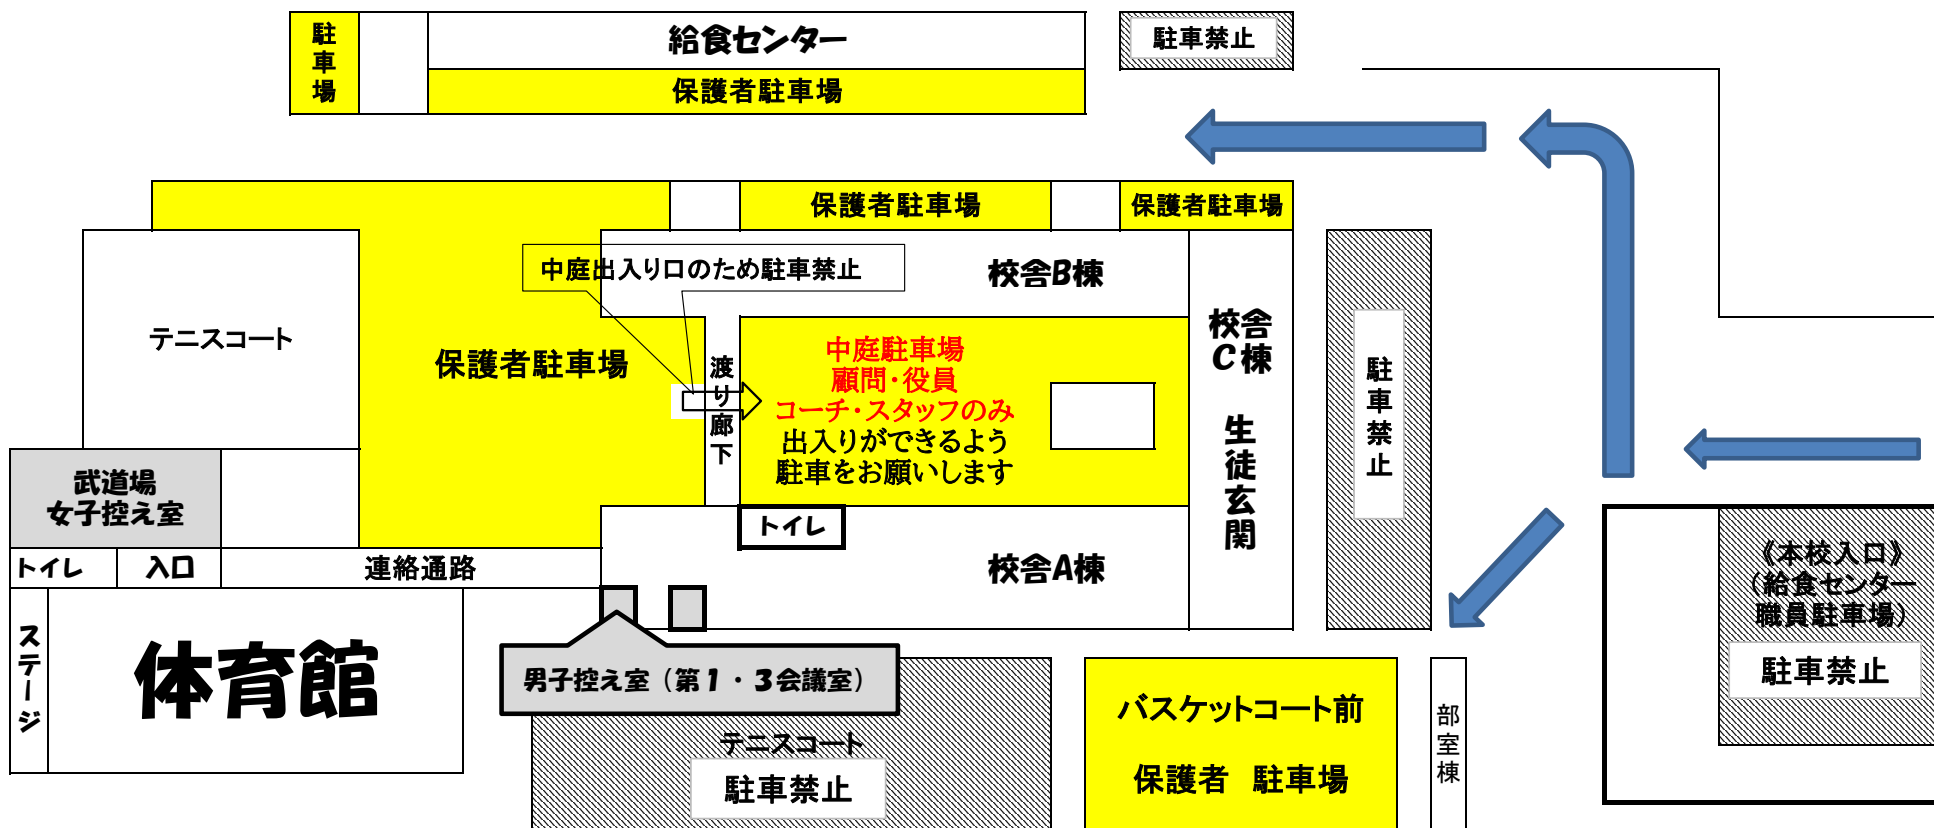 駐車場
給食センター
保護者駐車場
駐車禁止
保護者駐車場
保護者駐車場
中庭出入り口のため駐車禁止
校舎B棟
テニスコート
保護者駐車場
渡り廊下
中庭駐車場
顧問・役員
コーチ・スタッフのみ
出入りができるよう
駐車をお願いします
校舎
C棟
生徒玄関
駐車禁止
武道場
女子控え室
トイレ
入口
連絡通路
トイレ
校舎A棟
《本校入口》
（給食センター
職員駐車場）
駐車禁止
ステージ
体育館
男子控え室（第1・3会議室）
テニスコート
駐車禁止
バスケットコート前
保護者 駐車場
部室棟